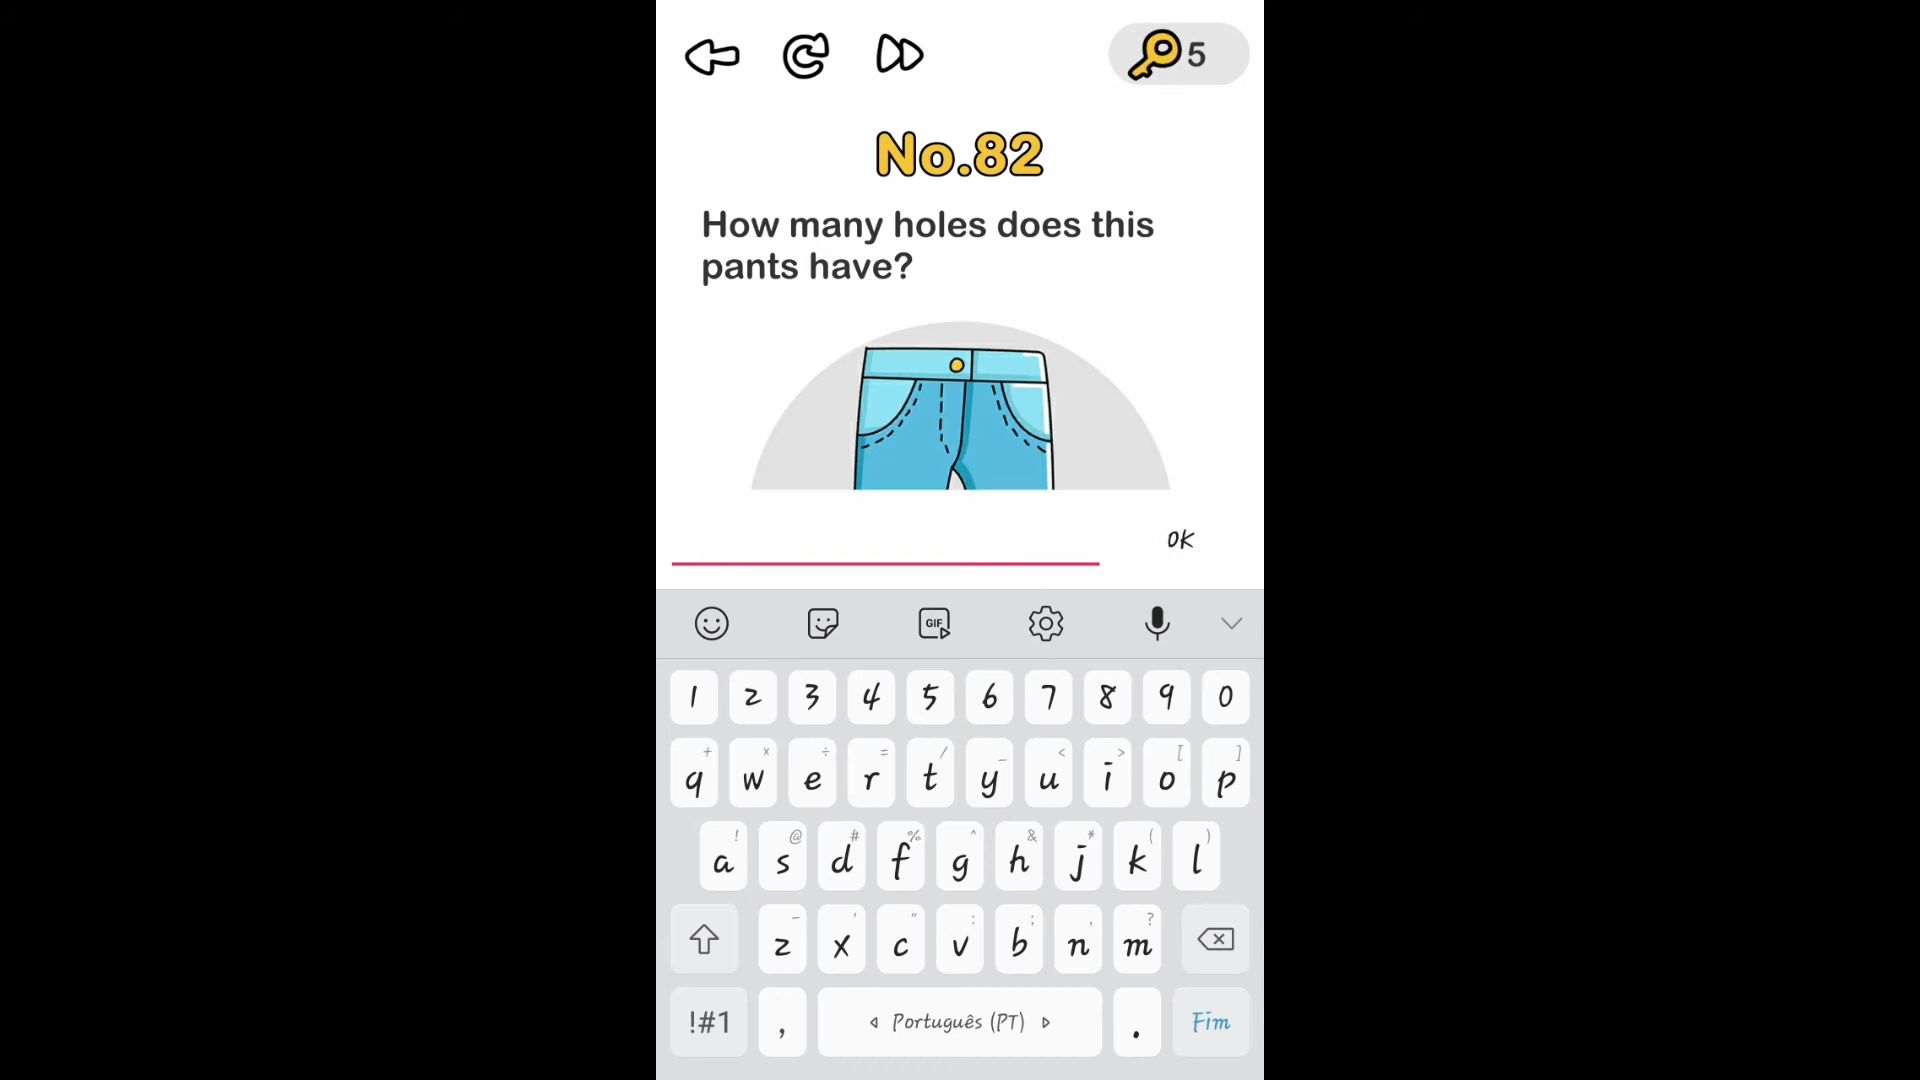 5
No.82
How many holes does this
pants have?
OK
GIF
1 2 3 4 5 6 7 8 9 0
+ × ÷ = / _ < > [ ]
q w e r t y u i o p
! @ # % ^ & * ( )
a s d f g h j k l
- ' " : ; , ?
z x c v b n m
!#1 , Português (PT) . Fim